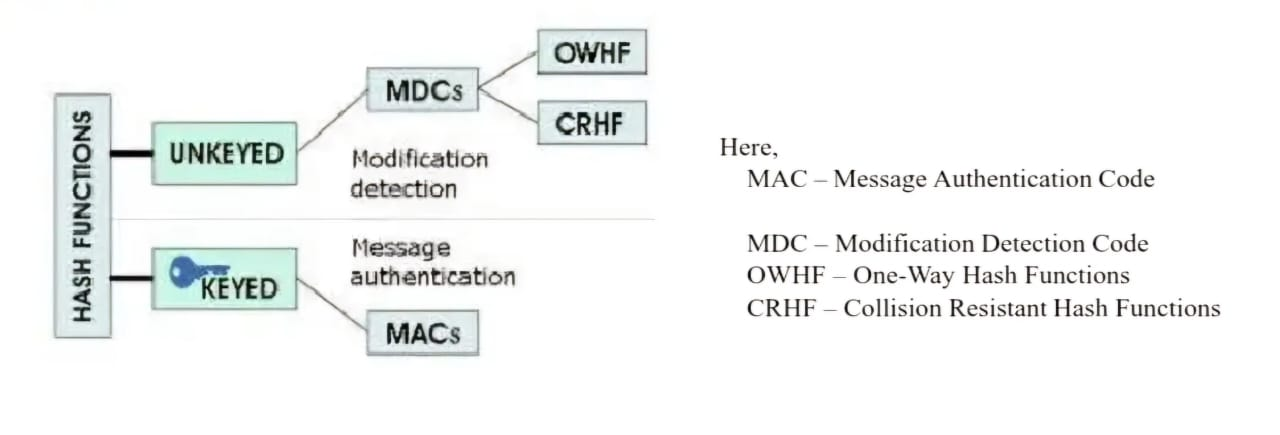 HASH FUNCTIONS
UNKEYED
MDCs
OWHF
CRHF
Modification
detection
KEYED
Message
authentication
MACs
Here,
MAC – Message Authentication Code
MDC – Modification Detection Code
OWHF – One-Way Hash Functions
CRHF – Collision Resistant Hash Functions